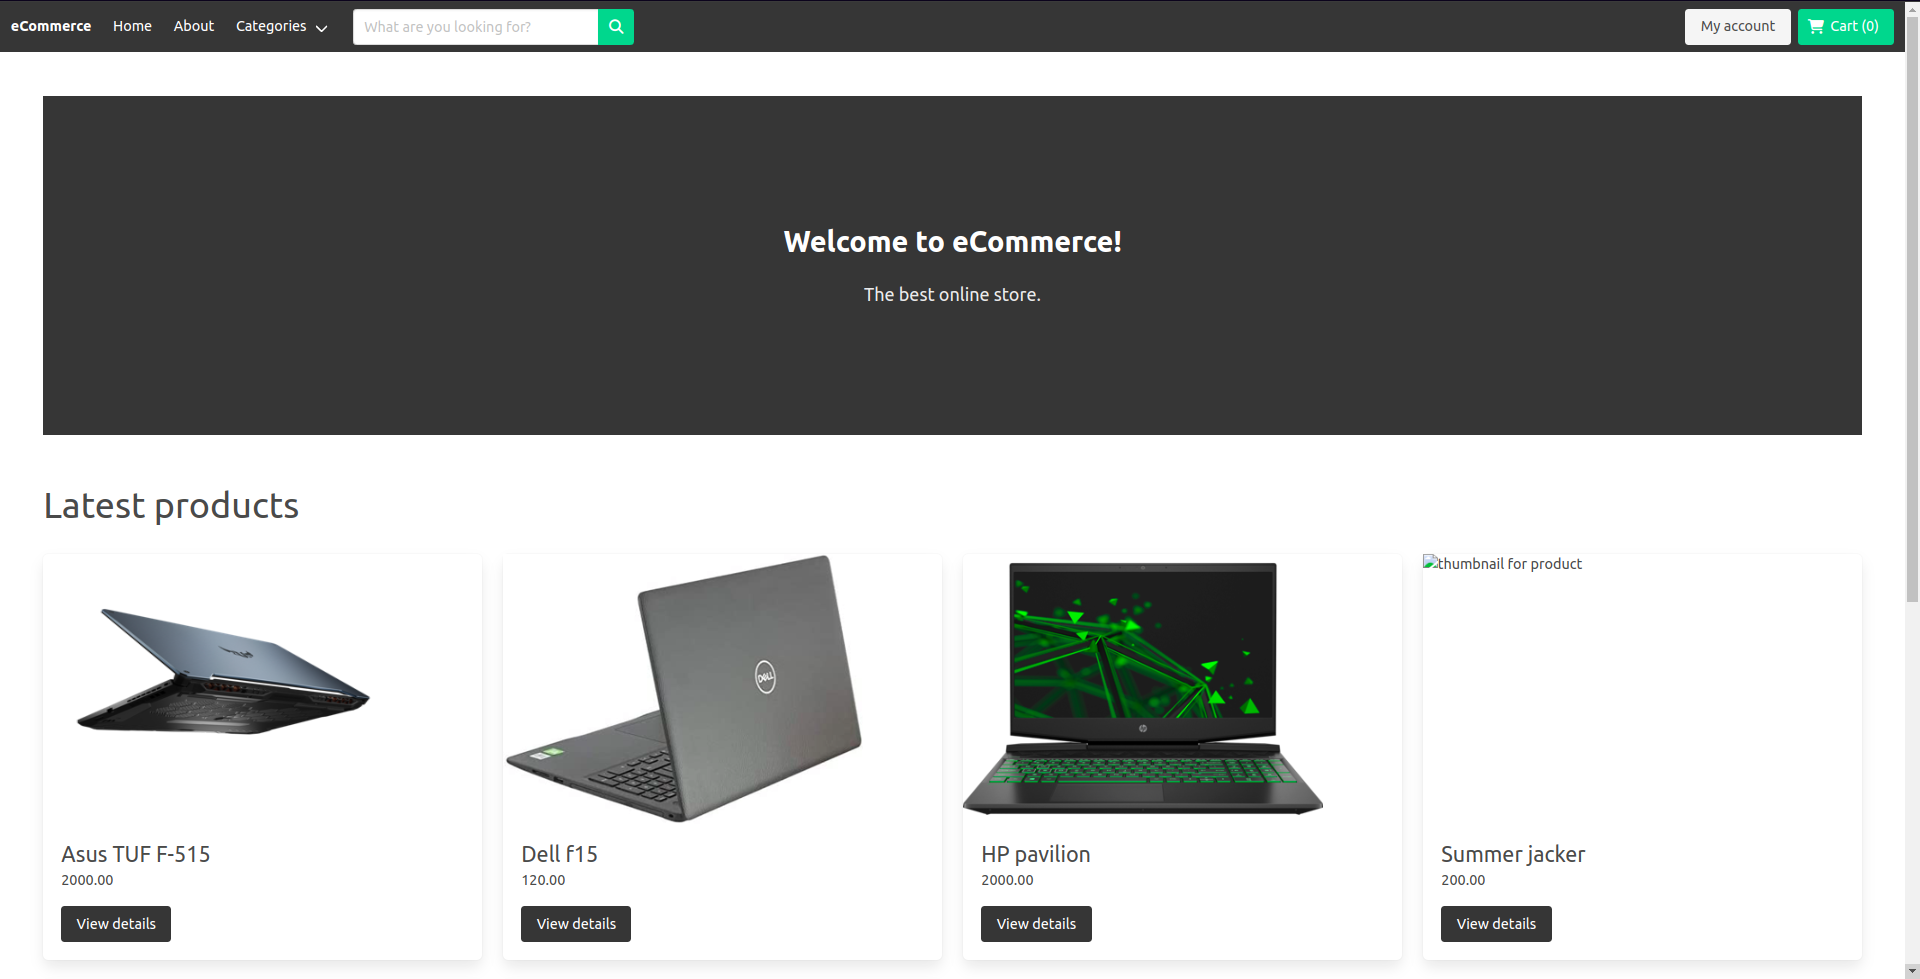 eCommerce Home About Categories What are you looking for? My account Cart (0)
Welcome to eCommerce!
The best online store.
Latest products
thumbnail for product
DELL
Asus TUF F-515 Dell f15 HP pavilion Summer jacker
2000.00 120.00 2000.00 200.00
View details View details View details View details